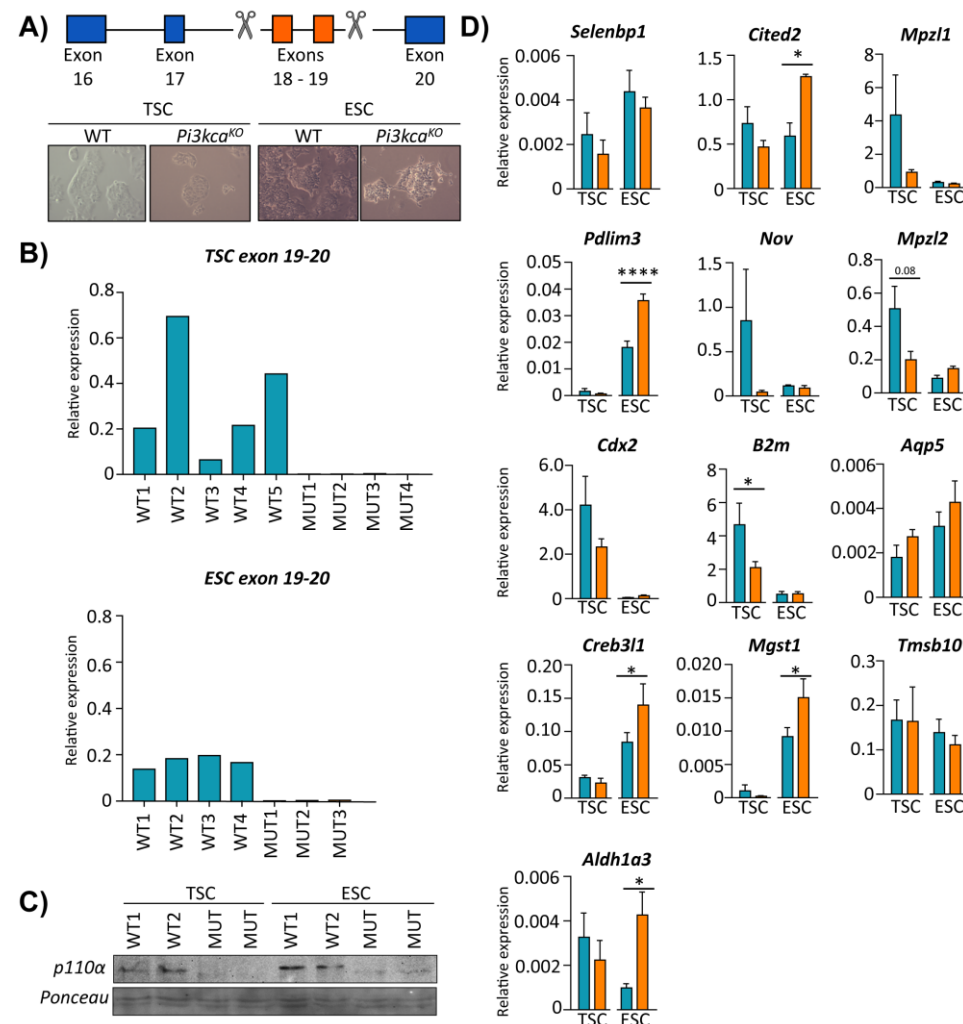 A)
Exon 16
Exon 17
Exons 18 - 19
Exon 20
TSC
ESC
WT
Pi3kca^KO
WT
Pi3kca^KO
B)
TSC exon 19-20
Relative expression
0.8
0.6
0.4
0.2
0
WT1
WT2
WT3
WT4
WT5
MUT1
MUT2
MUT3
MUT4
ESC exon 19-20
Relative expression
0.8
0.6
0.4
0.2
0
WT1
WT2
WT3
WT4
MUT1
MUT2
MUT3
C)
TSC
ESC
WT1
WT2
MUT
MUT
WT1
WT2
MUT
MUT
p110α
Ponceau
D)
Selenbp1
Relative expression
0.006
0.004
0.002
0
TSC
ESC
Cited2
1.5
1.0
0.5
0
*
TSC
ESC
Mpzl1
8
6
4
2
0
TSC
ESC
Pdlim3
Relative expression
0.05
0.04
0.03
0.02
0.01
0
****
TSC
ESC
Nov
1.5
1.0
0.5
0
TSC
ESC
Mpzl2
0.8
0.6
0.4
0.2
0
0.08
TSC
ESC
Cdx2
Relative expression
6.0
4.0
2.0
0
TSC
ESC
B2m
8
6
4
2
0
*
TSC
ESC
Aqp5
0.006
0.004
0.002
0
TSC
ESC
Creb3l1
Relative expression
0.20
0.15
0.10
0.05
0
*
TSC
ESC
Mgst1
0.020
0.015
0.010
0.005
0
*
TSC
ESC
Tmsb10
0.3
0.2
0.1
0
TSC
ESC
Aldh1a3
Relative expression
0.006
0.004
0.002
0
*
TSC
ESC